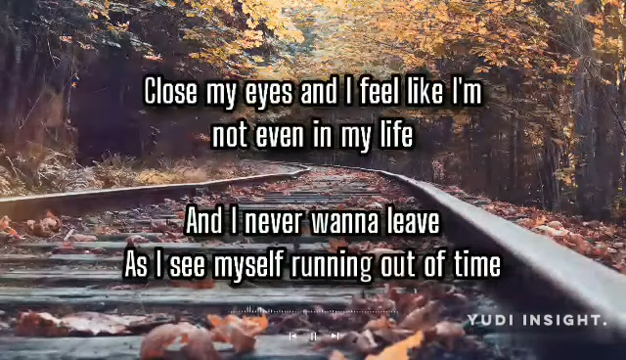 Close my eyes and I feel like I'm
not even in my life
And I never wanna leave
As I see myself running out of time
YUDI INSIGHT.